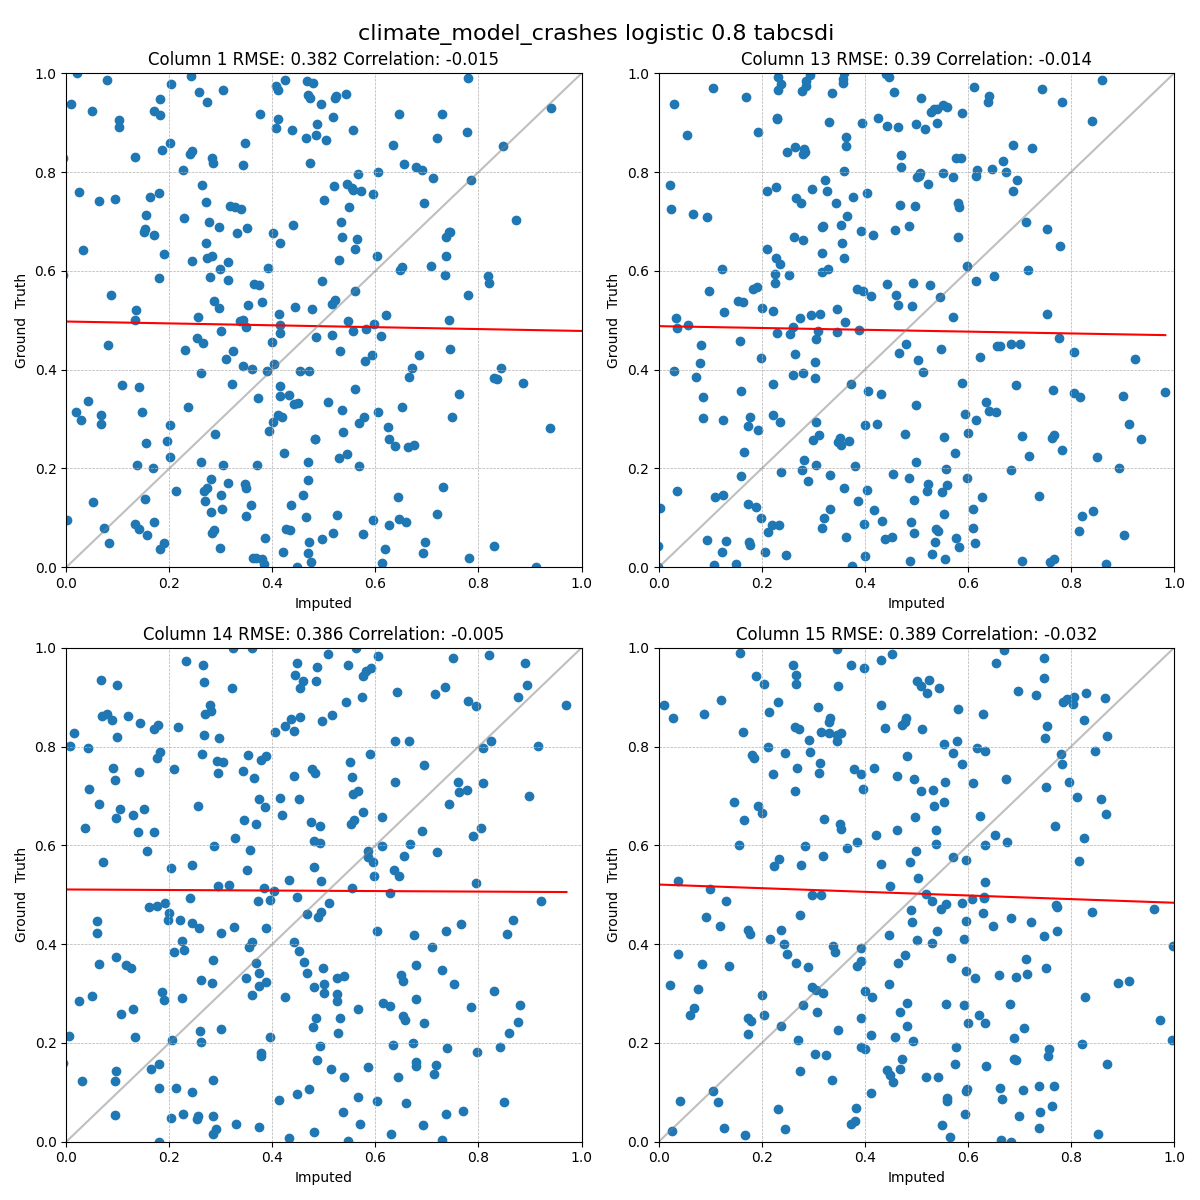 climate_model_crashes logistic 0.8 tabcsdi
Column 1 RMSE: 0.382 Correlation: -0.015
Column 13 RMSE: 0.39 Correlation: -0.014
1.0
0.8
0.6
0.4
0.2
0.0
Ground Truth
0.0 0.2 0.4 0.6 0.8 1.0
Imputed
1.0
0.8
0.6
0.4
0.2
0.0
Ground Truth
0.0 0.2 0.4 0.6 0.8 1.0
Imputed
Column 14 RMSE: 0.386 Correlation: -0.005
Column 15 RMSE: 0.389 Correlation: -0.032
1.0
0.8
0.6
0.4
0.2
0.0
Ground Truth
0.0 0.2 0.4 0.6 0.8 1.0
Imputed
1.0
0.8
0.6
0.4
0.2
0.0
Ground Truth
0.0 0.2 0.4 0.6 0.8 1.0
Imputed